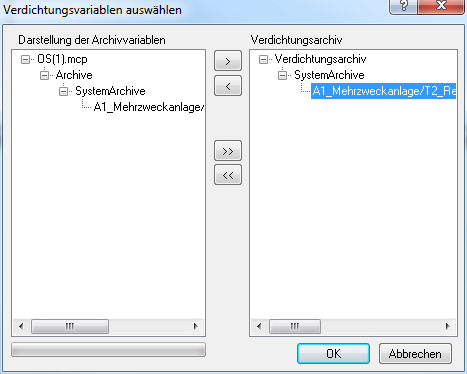 Verdichtungsvariablen auswählen
?
Darstellung der Archivvariablen
OS(1).mcp
Archive
SystemArchive
A1_Mehrzweckanlage/
>
<
>>
<<
Verdichtungsarchiv
Verdichtungsarchiv
SystemArchive
A1_Mehrzweckanlage/T2_Re
OK
Abbrechen